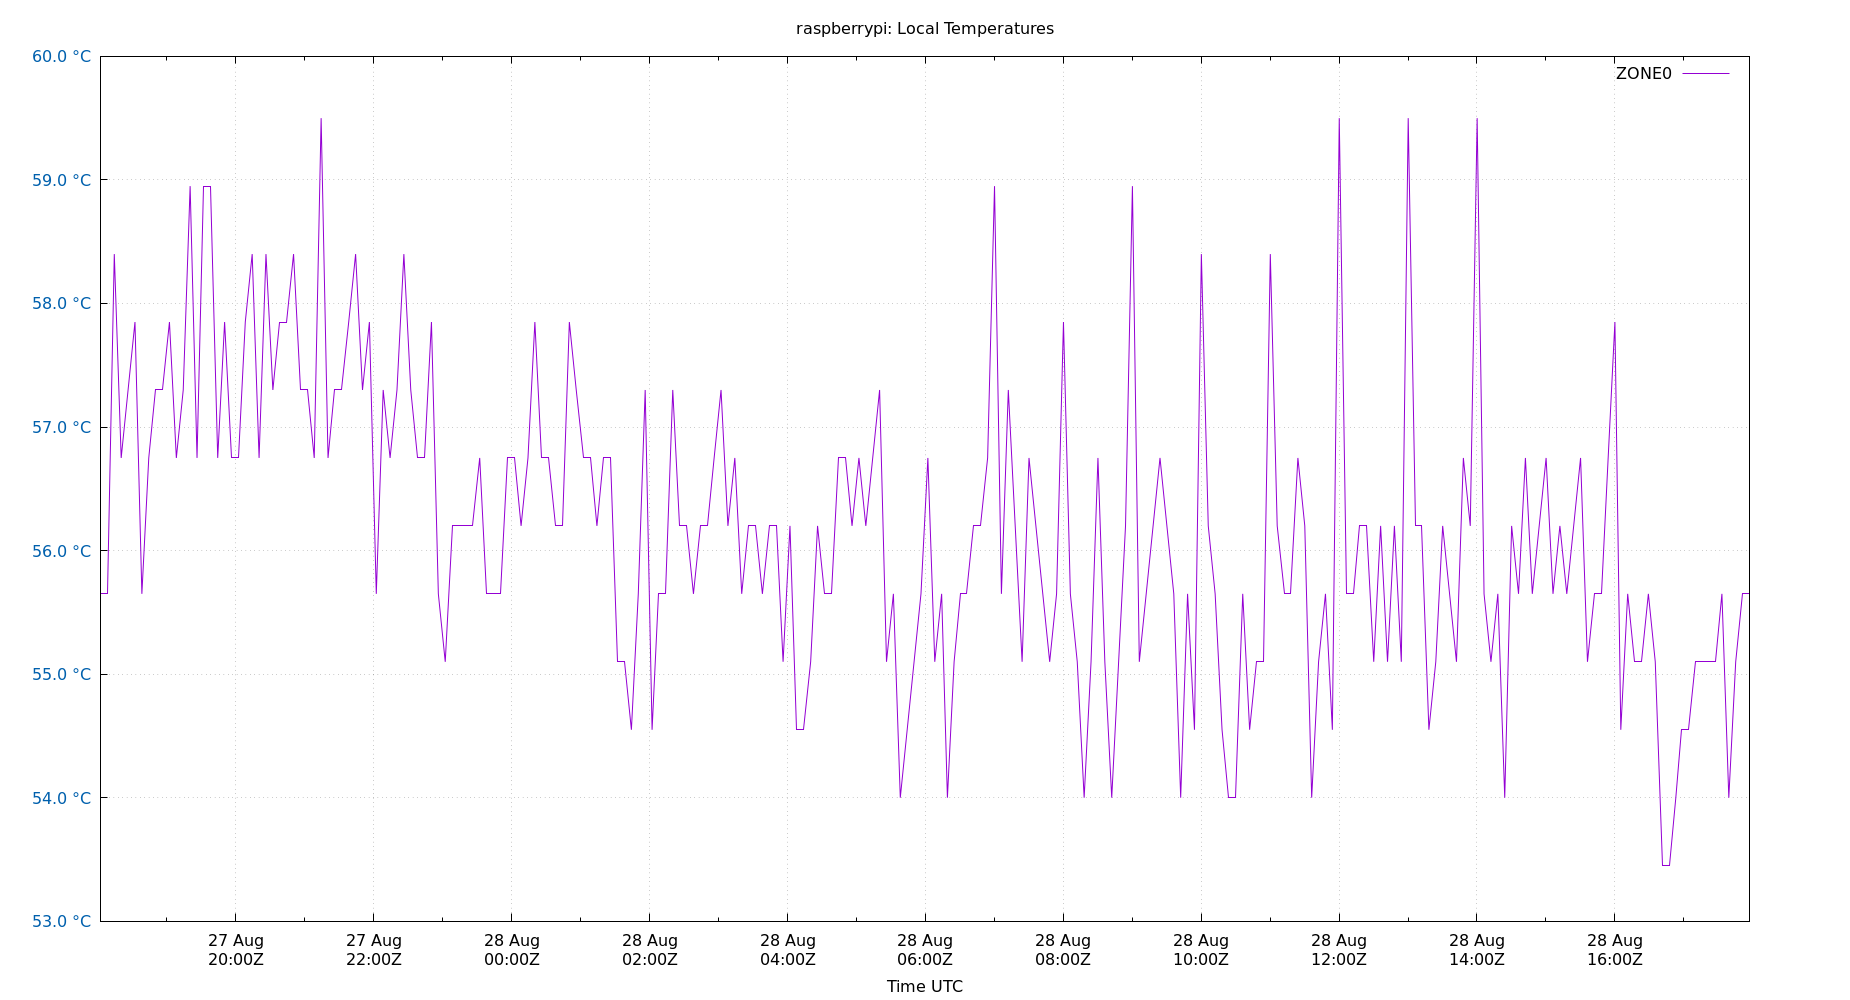 raspberrypi: Local Temperatures
60.0 °C
ZONE0
59.0 °C
58.0 °C
57.0 °C
56.0 °C
55.0 °C
54.0 °C
53.0 °C
27 Aug
20:00Z
27 Aug
22:00Z
28 Aug
00:00Z
28 Aug
02:00Z
28 Aug
04:00Z
28 Aug
06:00Z
28 Aug
08:00Z
28 Aug
10:00Z
28 Aug
12:00Z
28 Aug
14:00Z
28 Aug
16:00Z
Time UTC